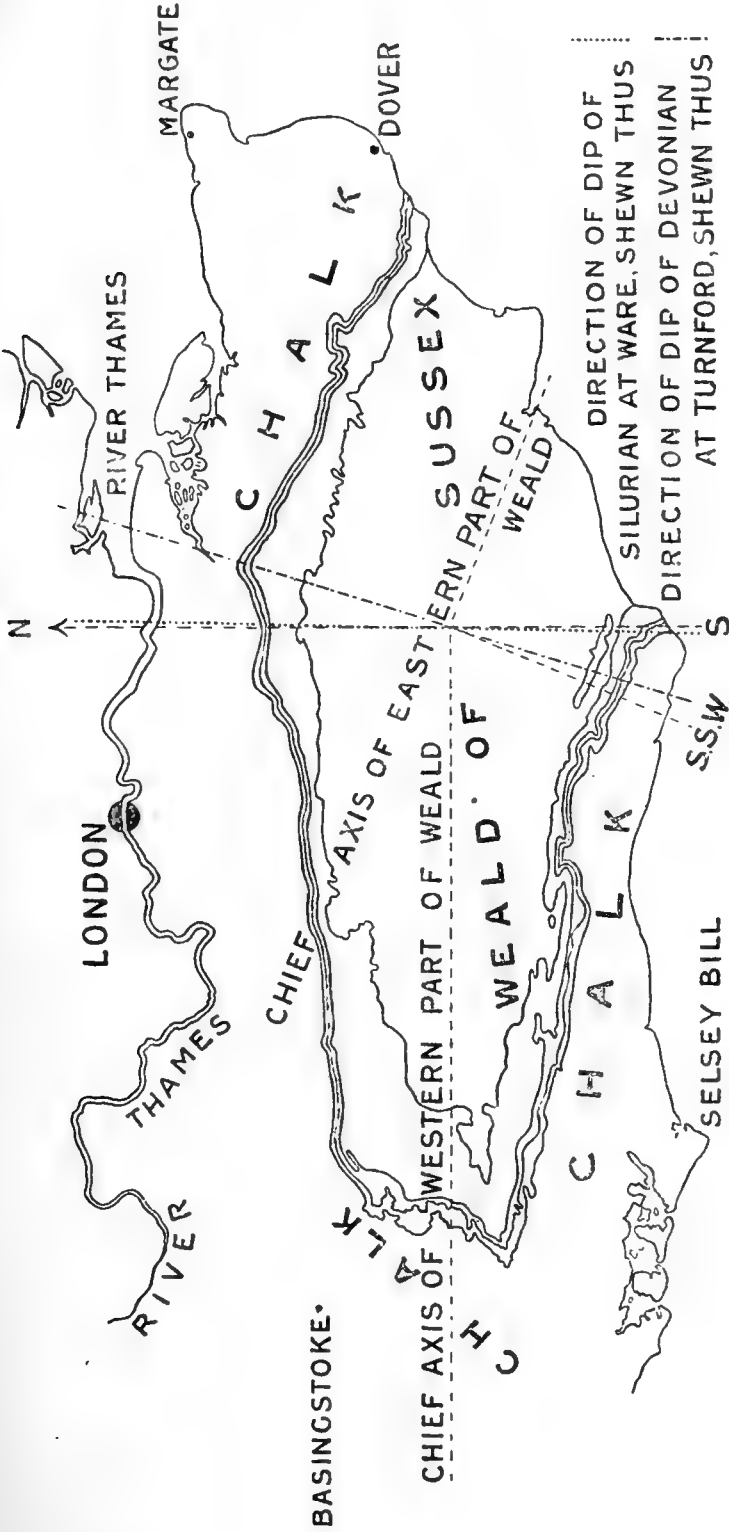 N
MARGATE
RIVER THAMES
DOVER
LONDON
RIVER
THAMES
CHALK
CHIEF
AXIS OF EASTERN PART OF
WEALD
SUSSEX
WEALD OF
BASINGSTOKE
CHALK
CHIEF AXIS OF WESTERN PART OF WEALD
CHALK
SELSEY BILL
S.S.W
S
DIRECTION OF DIP OF
SILURIAN AT WARE, SHEWN THUS
DIRECTION OF DIP OF DEVONIAN
AT TURNFORD, SHEWN THUS